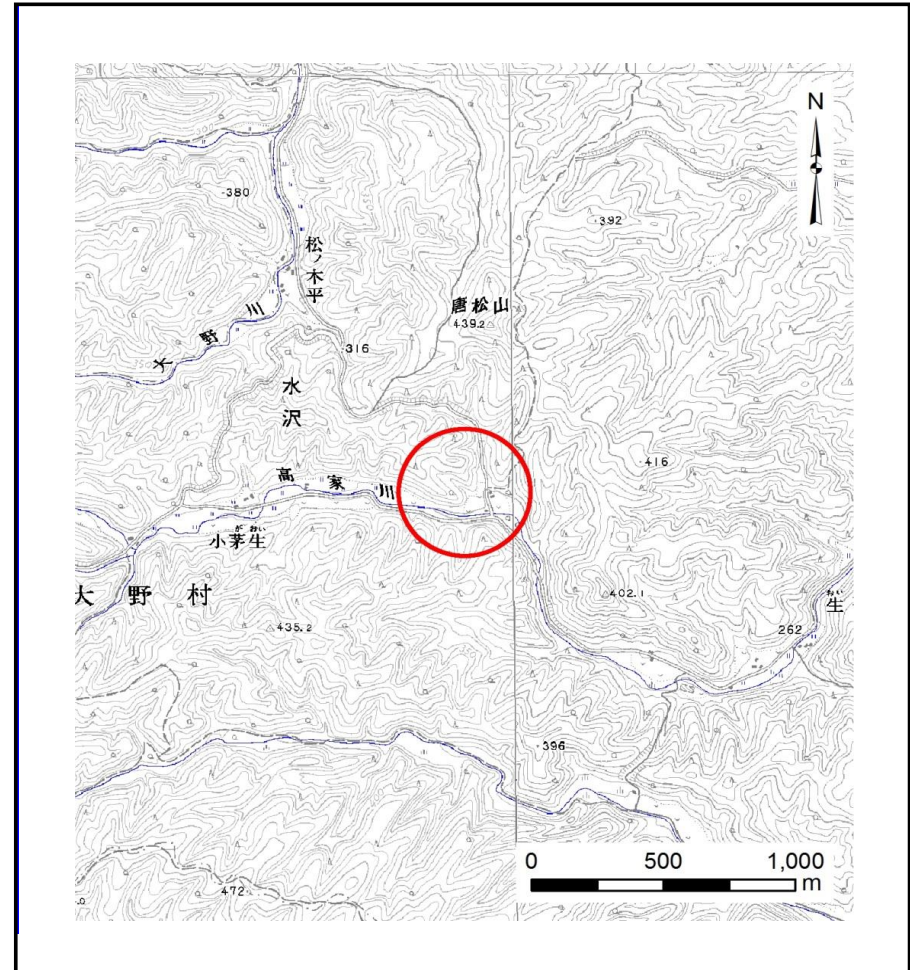 N
380
392
松ノ木平
唐松山
439.2
大野川
316
水沢
416
高家川
小茅生
がおい
大野村
402.1
生
おい
435.2
262
396
0 500 1,000
m
472